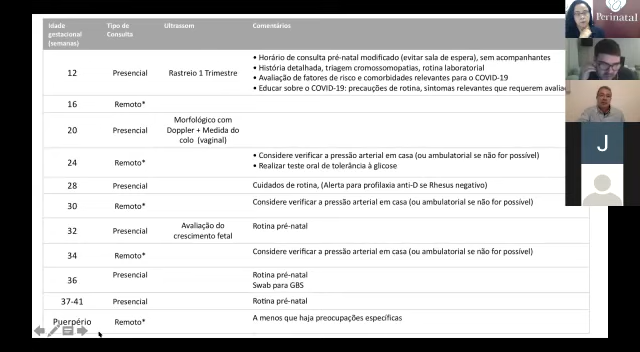 Perinatal
Idade gestacional (semanas)
Tipo de Consulta
Ultrassom
Comentários
12
Presencial
Rastreio 1 Trimestre
• Horário de consulta pré-natal modificado (evitar sala de espera), sem acompanhantes
• História detalhada, triagem cromossomopatias, rotina laboratorial
• Avaliação de fatores de risco e comorbidades relevantes para o COVID-19
• Educar sobre o COVID-19: precauções de rotina, sintomas relevantes que requerem avalia
16
Remoto*
20
Presencial
Morfológico com
Doppler + Medida do
colo (vaginal)
24
Remoto*
• Considere verificar a pressão arterial em casa (ou ambulatorial se não for possível)
• Realizar teste oral de tolerância à glicose
28
Presencial
Cuidados de rotina, (Alerta para profilaxia anti-D se Rhesus negativo)
30
Remoto*
Considere verificar a pressão arterial em casa (ou ambulatorial se não for possível)
32
Presencial
Avaliação do
crescimento fetal
Rotina pré-natal
34
Remoto*
Considere verificar a pressão arterial em casa (ou ambulatorial se não for possível)
36
Presencial
Rotina pré-natal
Swab para GBS
37-41
Presencial
Rotina pré-natal
Puerpério
Remoto*
A menos que haja preocupações específicas
J